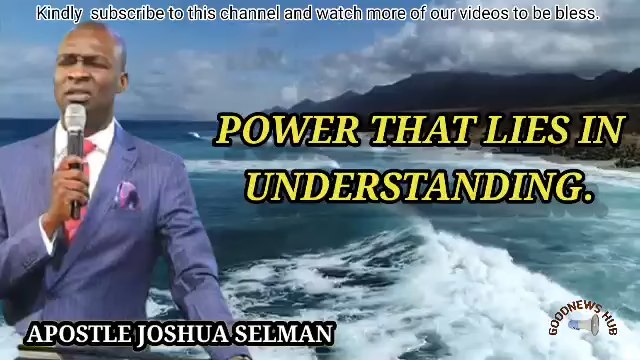 Kindly subscribe to this channel and watch more of our videos to be bless.
POWER THAT LIES IN
UNDERSTANDING.
APOSTLE JOSHUA SELMAN
GOODNEWS HUB